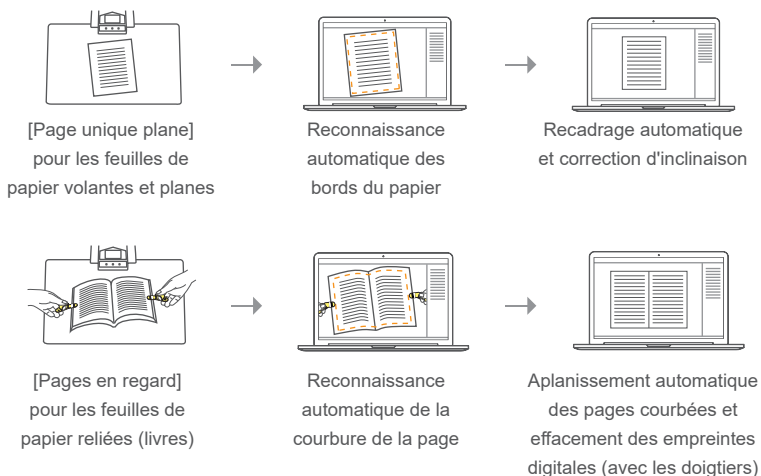 [Page unique plane]
pour les feuilles de
papier volantes et planes
Reconnaissance
automatique des
bords du papier
Recadrage automatique
et correction d'inclinaison
[Pages en regard]
pour les feuilles de
papier reliées (livres)
Reconnaissance
automatique de la
courbure de la page
Aplanissement automatique
des pages courbées et
effacement des empreintes
digitales (avec les doigtiers)